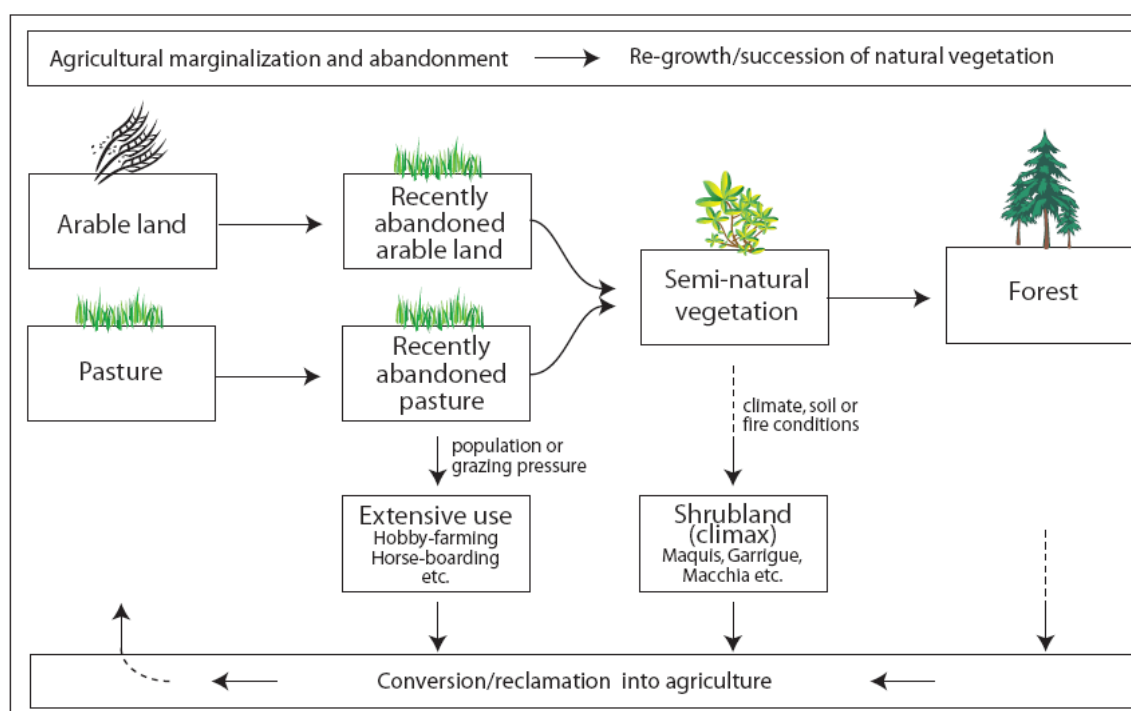 Agricultural marginalization and abandonment
Re-growth/succession of natural vegetation
Arable land
Recently
abandoned
arable land
Semi-natural
vegetation
Forest
Pasture
Recently
abandoned
pasture
population or
grazing pressure
climate, soil or
fire conditions
Extensive use
Hobby-farming
Horse-boarding
etc.
Shrubland
(climax)
Maquis, Garrigue,
Macchia etc.
Conversion/reclamation into agriculture